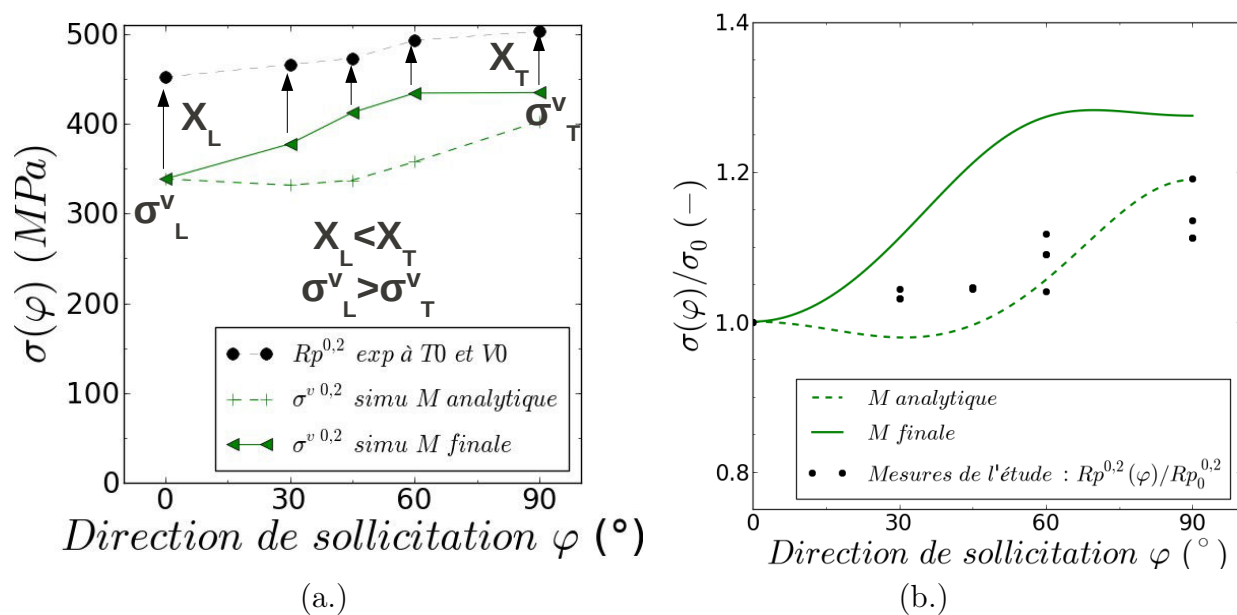 500
400
300
200
100
0
σ(φ) (MPa)
X_L
X_T
σ^v_L
σ^v_T
X_L<X_T
σ^v_L>σ^v_T
Rp^{0,2} exp à T0 et V0
σ^{v 0,2} simu M analytique
σ^{v 0,2} simu M finale
0 30 60 90
Direction de sollicitation φ (°)
(a.)
1.4
1.2
1.0
0.8
σ(φ)/σ_0 (−)
M analytique
M finale
Mesures de l'étude : Rp^{0,2}(φ)/Rp_0^{0,2}
0 30 60 90
Direction de sollicitation φ (°)
(b.)